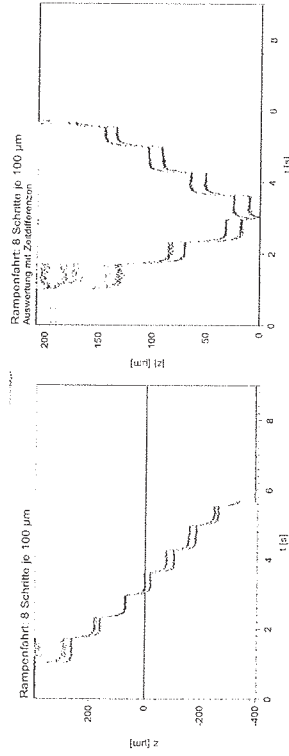 Rampenfahrt: 8 Schritte je 100 µm
200
0
-200
-400
z [µm]
0 2 4 6 8
t [s]
Rampenfahrt: 8 Schritte je 100 µm
Auswertung mit Zeitdifferenzen
200
150
100
50
0
|z| [µm]
0 2 4 6 8
t [s]